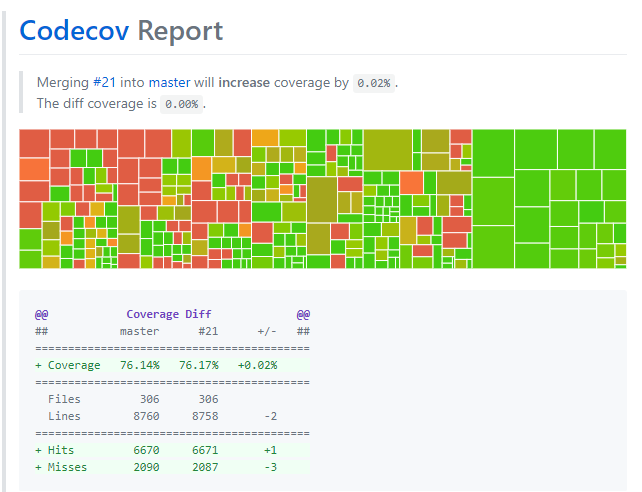 Codecov Report
Merging #21 into master will increase coverage by 0.02%.
The diff coverage is 0.00%.
@@ Coverage Diff @@
## master #21 +/- ##
==========================================
+ Coverage 76.14% 76.17% +0.02%
==========================================
Files 306 306
Lines 8760 8758 -2
==========================================
+ Hits 6670 6671 +1
+ Misses 2090 2087 -3